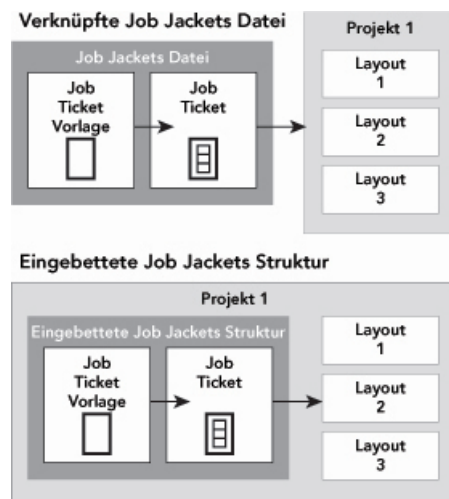 Verknüpfte Job Jackets Datei
Job Jackets Datei
Job
Ticket
Vorlage
Job
Ticket
Projekt 1
Layout
1
Layout
2
Layout
3
Eingebettete Job Jackets Struktur
Projekt 1
Eingebettete Job Jackets Struktur
Job
Ticket
Vorlage
Job
Ticket
Layout
1
Layout
2
Layout
3